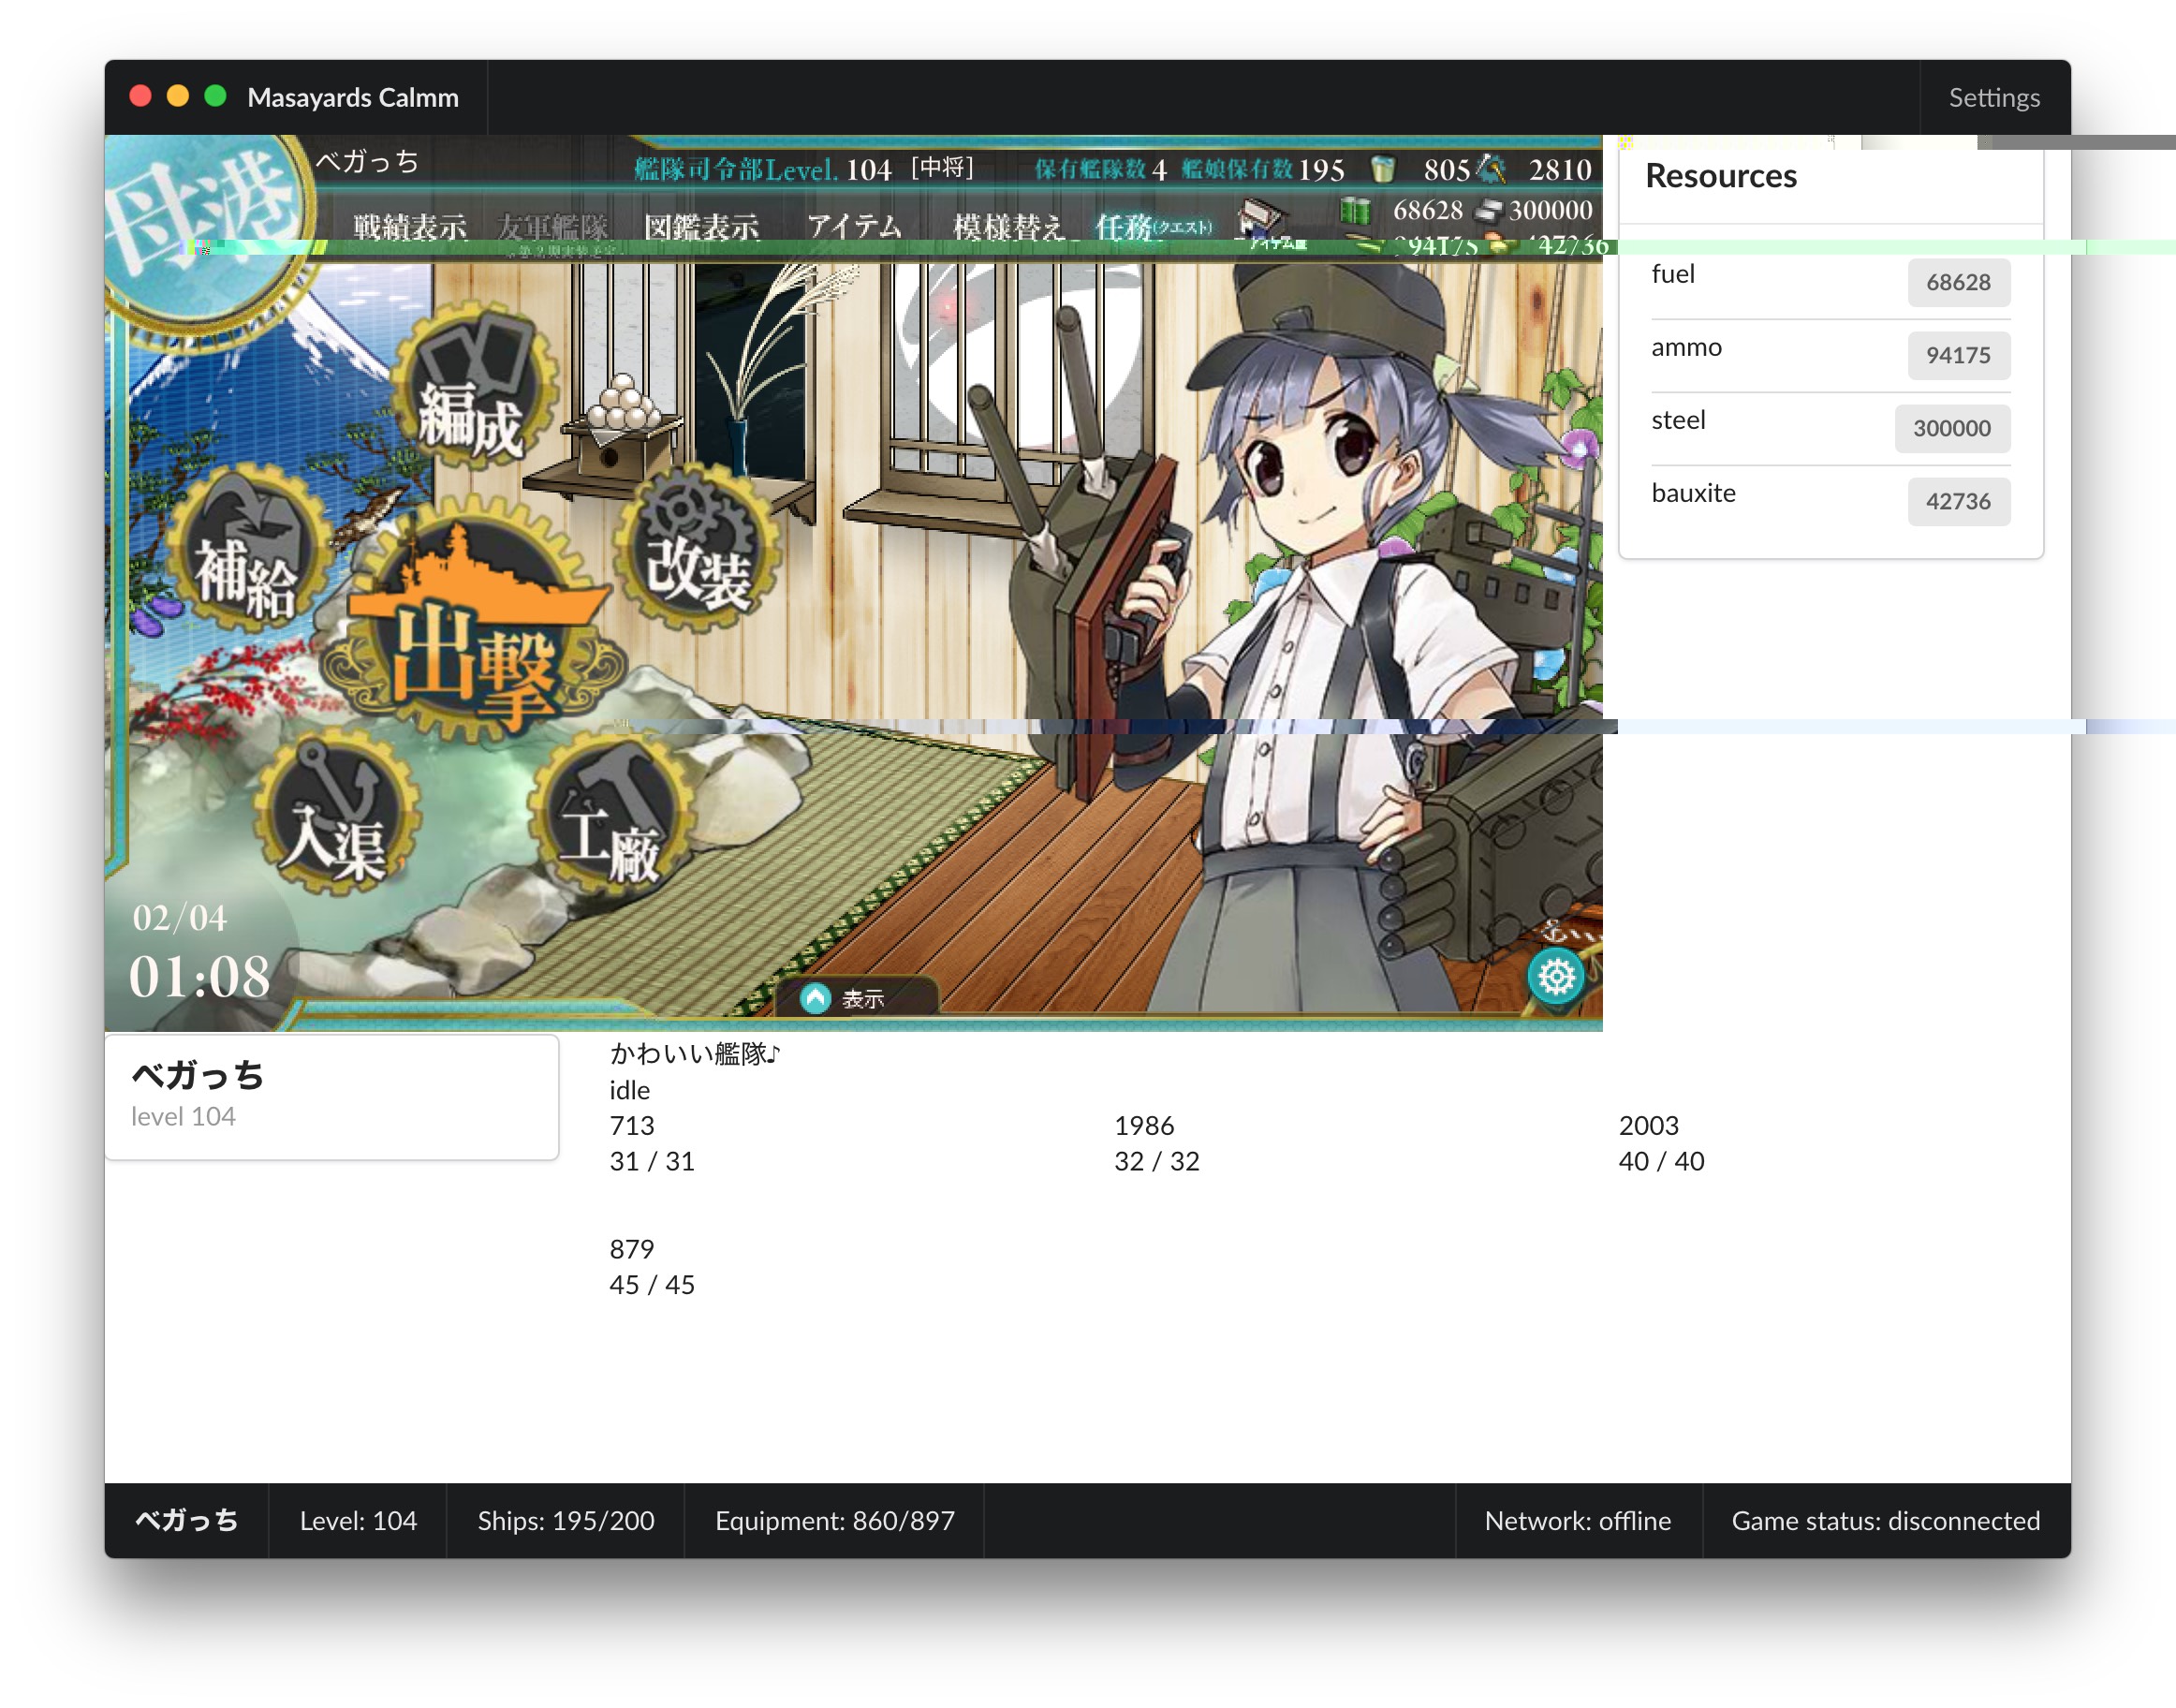 Masayards Calmm
Settings
母港
べガっち
艦隊司令部Level. 104 [中将]
保有艦隊数 4 艦娘保有数 195 805 2810
戦績表示 友軍艦隊 図鑑表示 アイテム 模様替え 任務(クエスト)
68628 300000
94175 42736
編成
補給
改装
出撃
入渠
工廠
02/04
01:08
表示
Resources
fuel 68628
ammo 94175
steel 300000
bauxite 42736
べガっち
level 104
かわいい艦隊♪
idle
713 1986 2003
31 / 31 32 / 32 40 / 40
879
45 / 45
べガっち Level: 104 Ships: 195/200 Equipment: 860/897 Network: offline Game status: disconnected